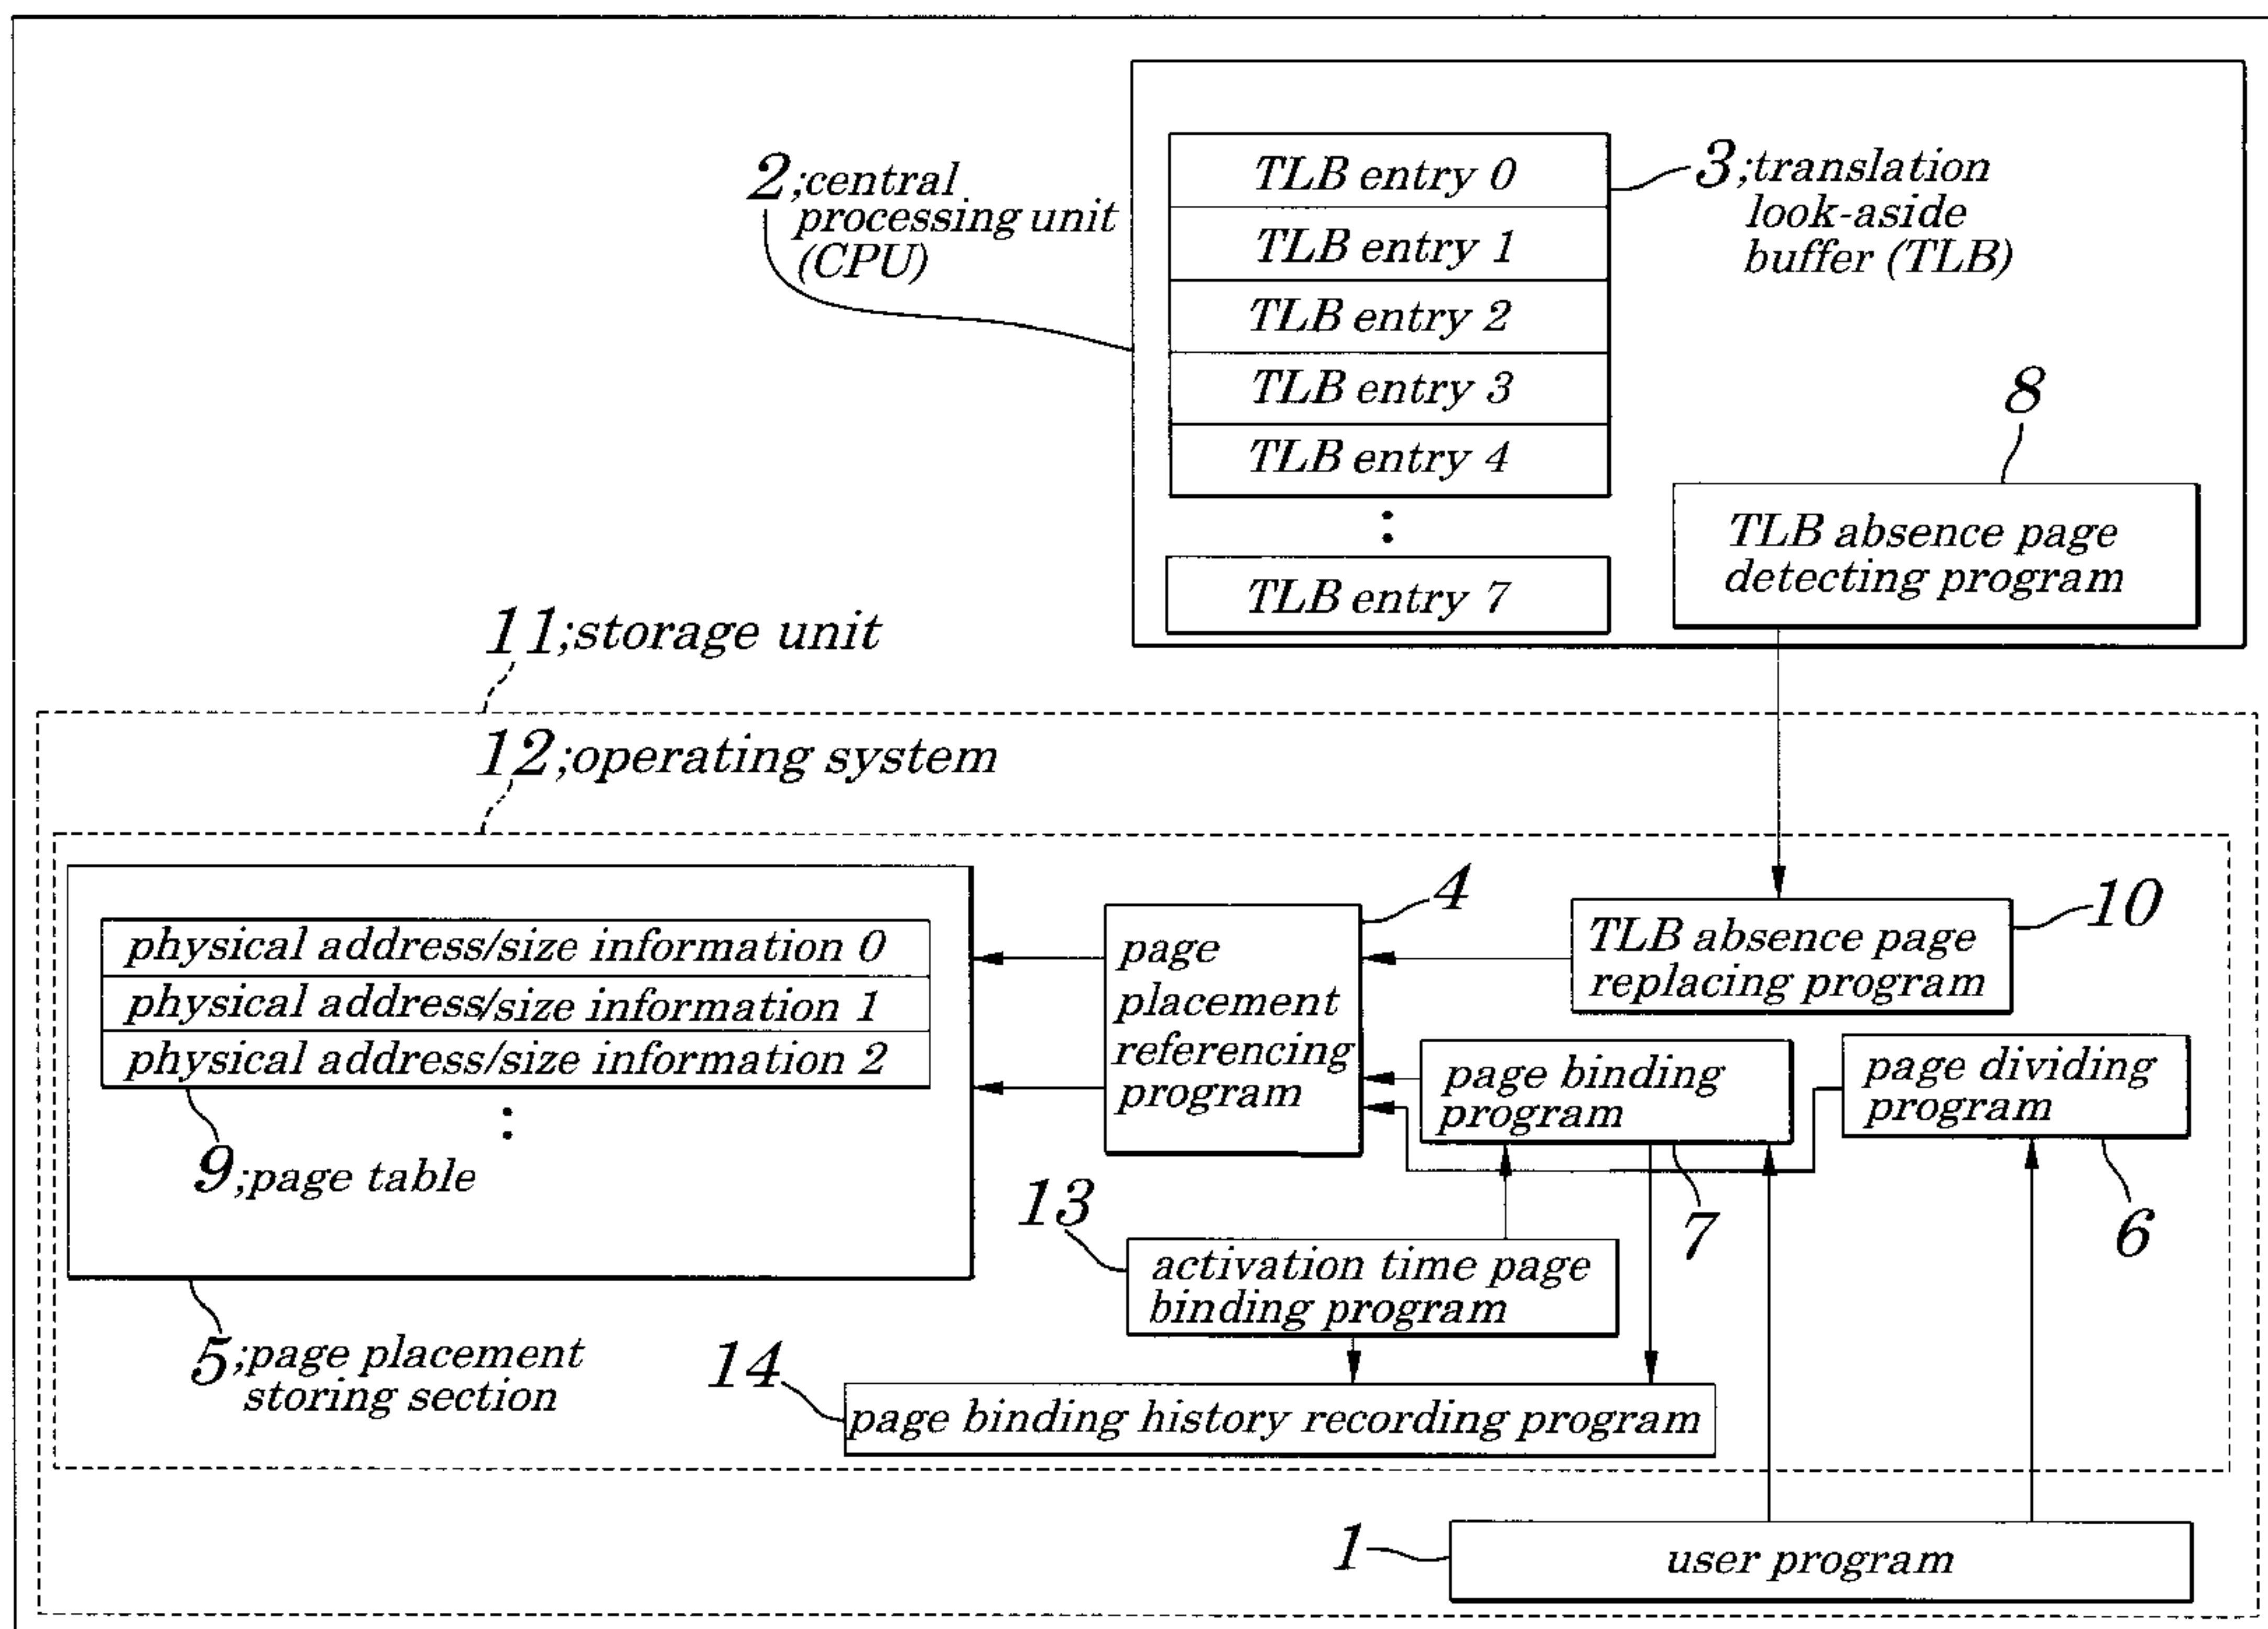 TLB entry 0
TLB entry 1
TLB entry 2
TLB entry 3
TLB entry 4
:
TLB entry 7
2;central
processing unit
(CPU)
3;translation
look-aside
buffer (TLB)
8
TLB absence page
detecting program
11;storage unit
12;operating system
physical address/size information 0
physical address/size information 1
physical address/size information 2
:
9;page table
5;page placement
storing section
4
page
placement
referencing
program
10
TLB absence page
replacing program
page binding
program
7
page dividing
program
6
13
activation time page
binding program
14
page binding history recording program
1
user program